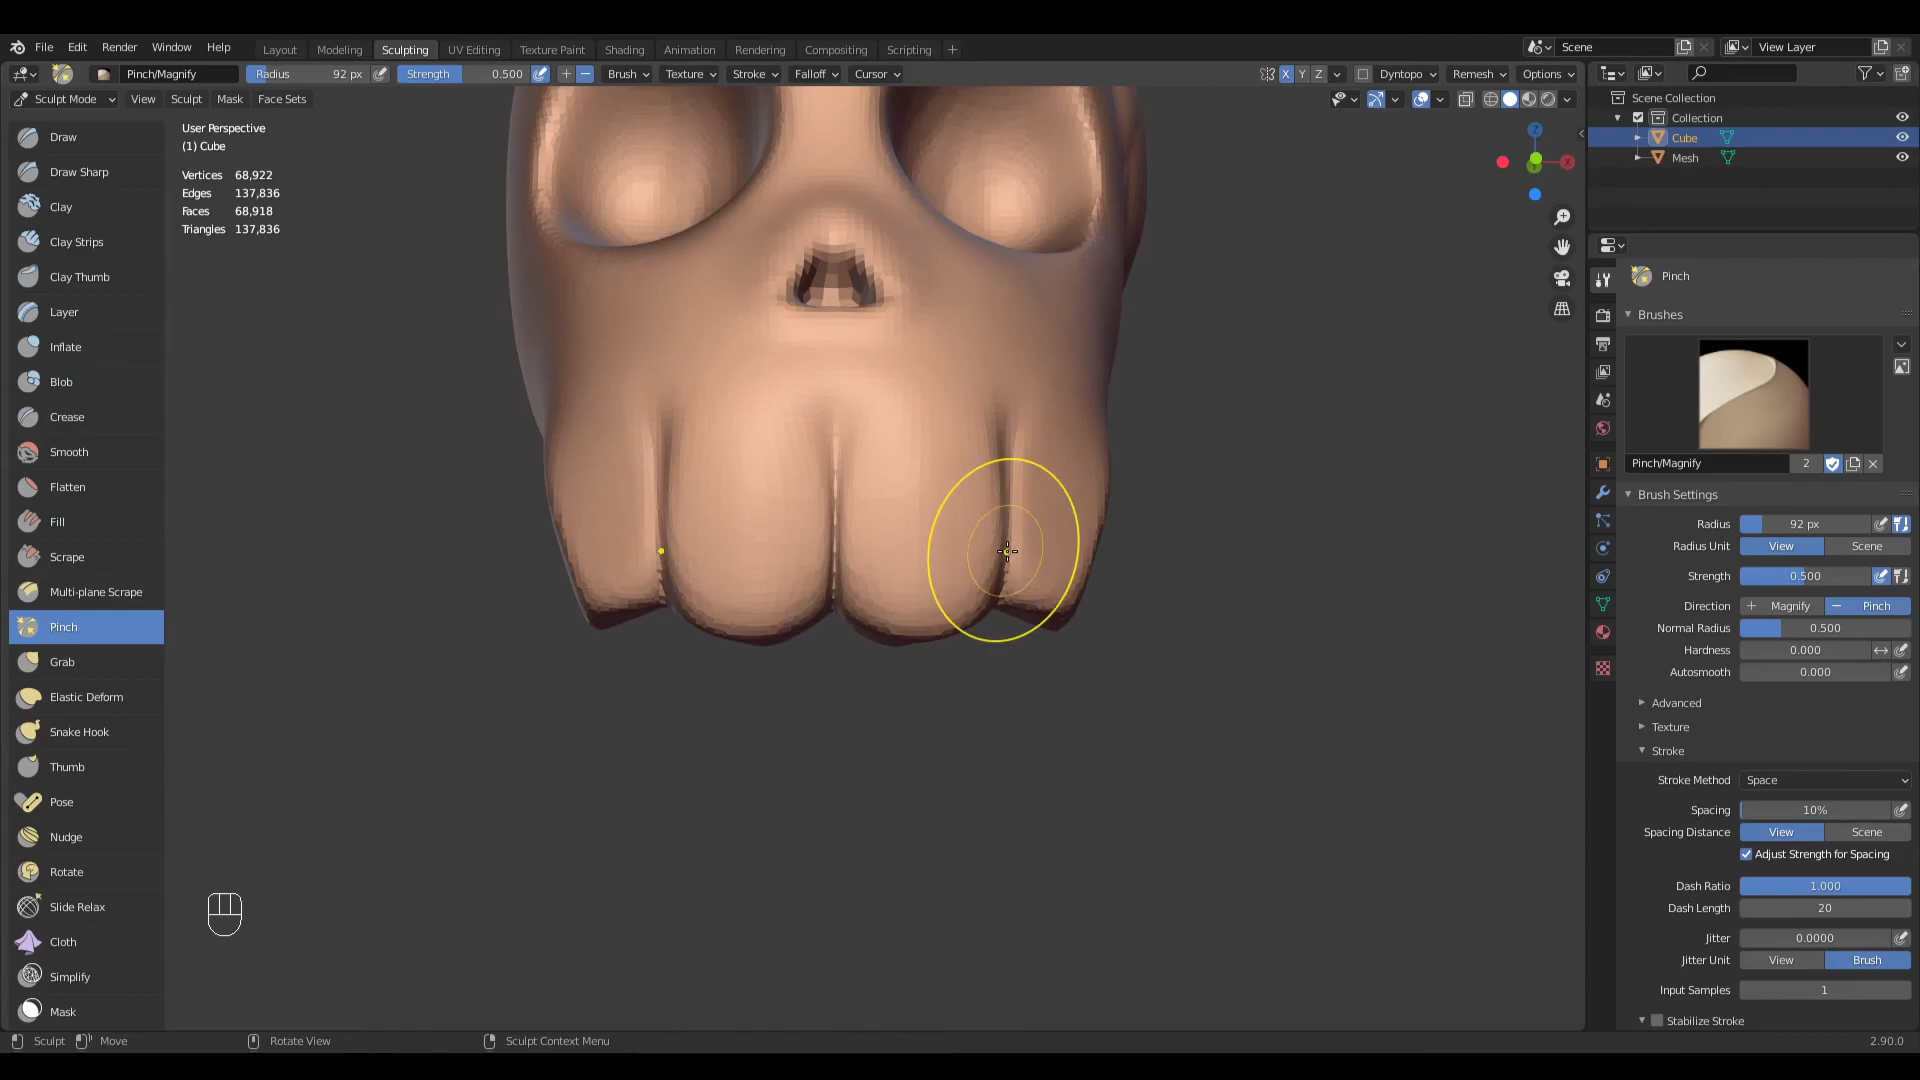 File Edit Render Window Help Layout Modeling Sculpting UV Editing Texture Paint Shading Animation Rendering Compositing Scripting + Scene View Layer
Pinch/Magnify Radius 92 px Strength 0.500 + − Brush Texture Stroke Falloff Cursor X Y Z Dyntopo Remesh Options
Sculpt Mode View Sculpt Mask Face Sets
Scene Collection
Collection
Cube
Mesh
User Perspective
(1) Cube
Vertices 68,922
Edges 137,836
Faces 68,918
Triangles 137,836
Z
X
Draw
Draw Sharp
Clay
Clay Strips
Clay Thumb
Layer
Inflate
Blob
Crease
Smooth
Flatten
Fill
Scrape
Multi-plane Scrape
Pinch
Grab
Elastic Deform
Snake Hook
Thumb
Pose
Nudge
Rotate
Slide Relax
Cloth
Simplify
Mask
Pinch
Brushes
Pinch/Magnify 2
Brush Settings
Radius 92 px
Radius Unit View Scene
Strength 0.500
Direction + Magnify − Pinch
Normal Radius 0.500
Hardness 0.000
Autosmooth 0.000
Advanced
Texture
Stroke
Stroke Method Space
Spacing 10%
Spacing Distance View Scene
Adjust Strength for Spacing
Dash Ratio 1.000
Dash Length 20
Jitter 0.0000
Jitter Unit View Brush
Input Samples 1
Stabilize Stroke
Sculpt Move Rotate View Sculpt Context Menu 2.90.0